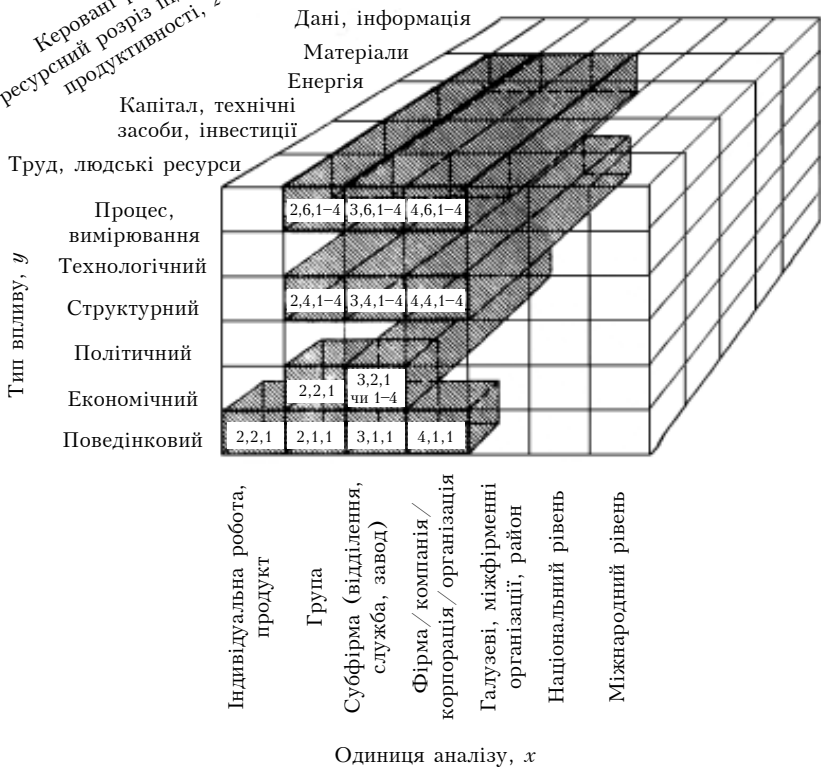 Керовані
ресурсний розріз
продуктивності,
Дані, інформація
Матеріали
Енергія
Капітал, технічні
засоби, інвестиції
Труд, людські ресурси
Тип впливу, y
Процес,
вимірювання
Технологічний
Структурний
Політичний
Економічний
Поведінковий
2,6,1–4 3,6,1–4 4,6,1–4
2,4,1–4 3,4,1–4 4,4,1–4
2,2,1
3,2,1
чи 1–4
2,2,1 2,1,1 3,1,1 4,1,1
Індивідуальна робота,
продукт
Група
Субфірма (відділення,
служба, завод)
Фірма/компанія/
корпорація/організація
Галузеві, міжфірменні
організації, район
Національний рівень
Міжнародний рівень
Одиниця аналізу, x